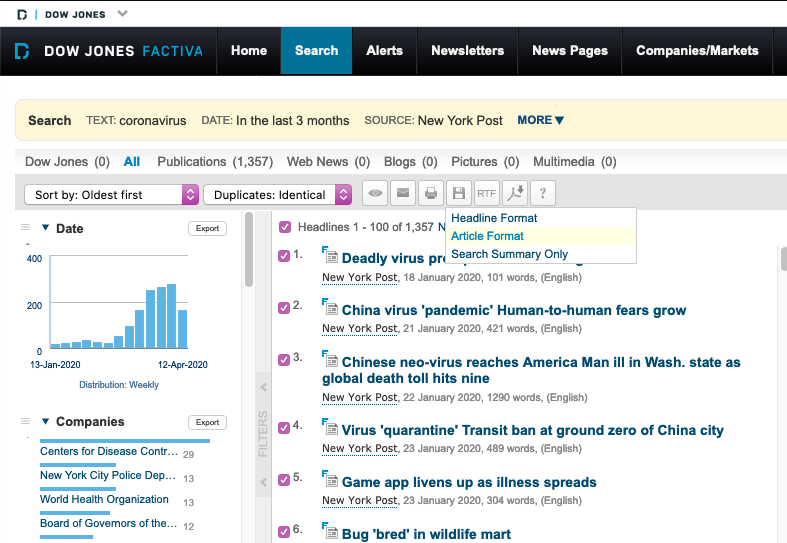 DOW JONES
DOW JONES FACTIVA Home Search Alerts Newsletters News Pages Companies/Markets
Search TEXT: coronavirus DATE: In the last 3 months SOURCE: New York Post MORE
Dow Jones (0) All Publications (1,357) Web News (0) Blogs (0) Pictures (0) Multimedia (0)
Sort by: Oldest first Duplicates: Identical RTF ?
Headline Format
Article Format
Search Summary Only
Date Export
400
200
0
13-Jan-2020 12-Apr-2020
Distribution: Weekly
Companies Export
Centers for Disease Contr... 29
New York City Police Dep... 13
World Health Organization 13
Board of Governors of the... 12
FILTERS
Headlines 1 - 100 of 1,357 N
1. Deadly virus
New York Post, 18 January 2020, 101 words, (English)
2. China virus 'pandemic' Human-to-human fears grow
New York Post, 21 January 2020, 421 words, (English)
3. Chinese neo-virus reaches America Man ill in Wash. state as
global death toll hits nine
New York Post, 22 January 2020, 1290 words, (English)
4. Virus 'quarantine' Transit ban at ground zero of China city
New York Post, 23 January 2020, 489 words, (English)
5. Game app livens up as illness spreads
New York Post, 23 January 2020, 304 words, (English)
6. Bug 'bred' in wildlife mart